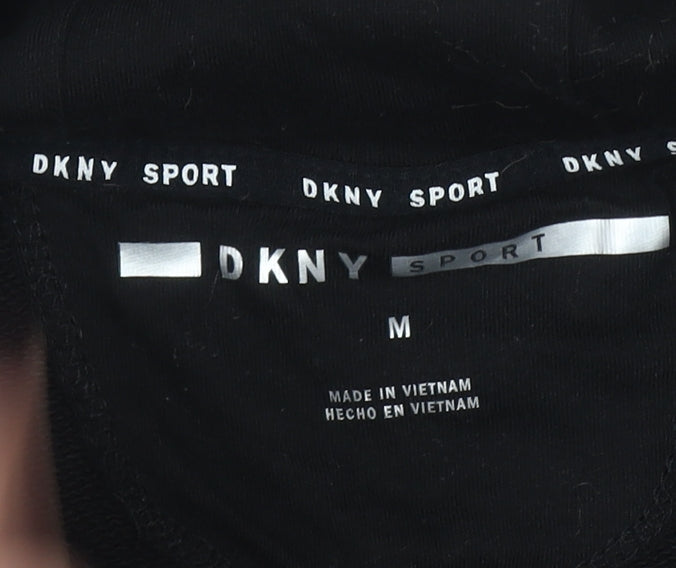 DKNY SPORT DKNY SPORT DKNY
DKNY SPORT
M
MADE IN VIETNAM
HECHO EN VIETNAM